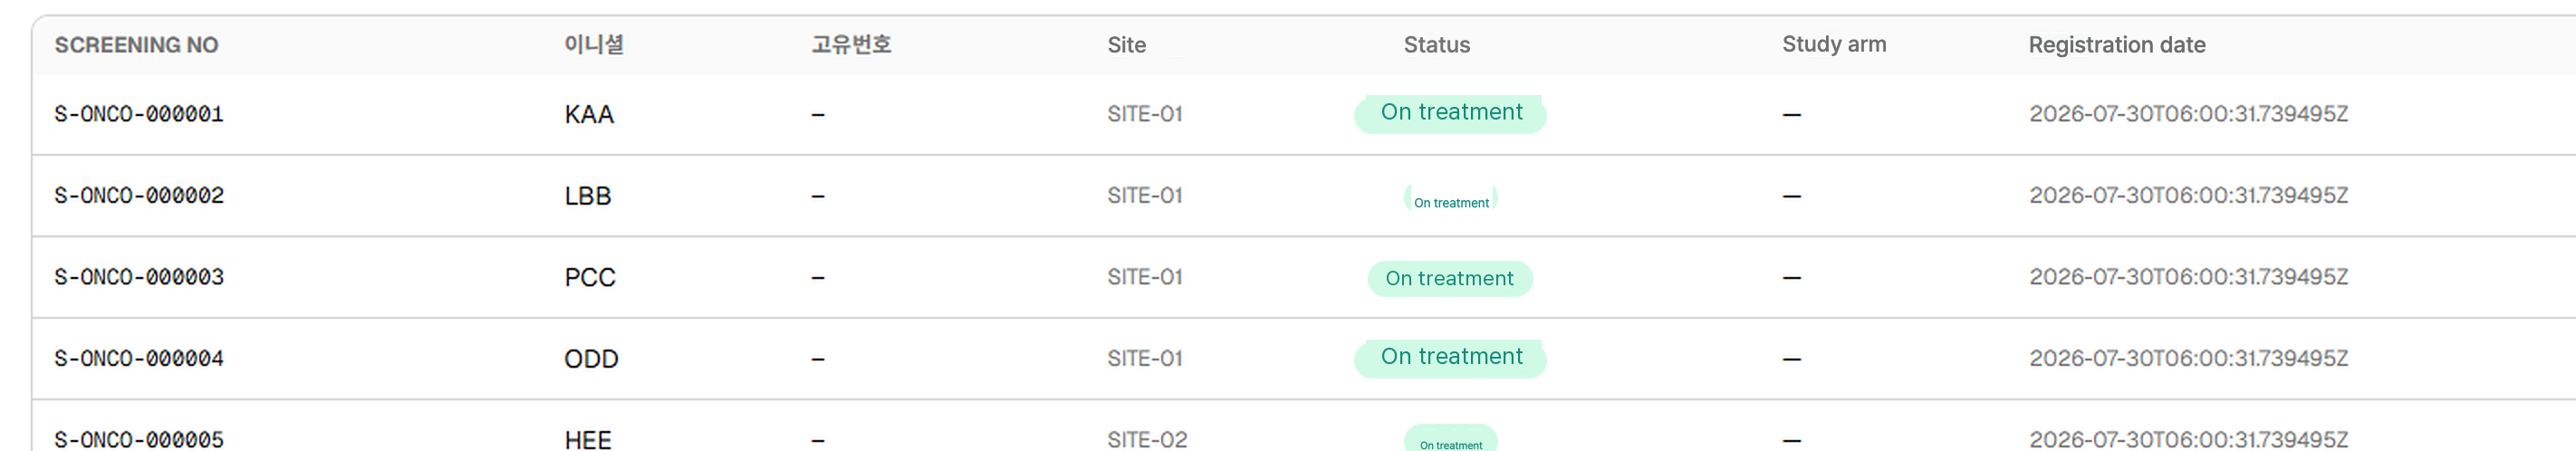 SCREENING NO 이니셜 고유번호 Site Status Study arm Registration date
S-ONCO-000001 KAA – SITE-01 On treatment — 2026-07-30T06:00:31.739495Z
S-ONCO-000002 LBB – SITE-01 On treatment — 2026-07-30T06:00:31.739495Z
S-ONCO-000003 PCC – SITE-01 On treatment — 2026-07-30T06:00:31.739495Z
S-ONCO-000004 ODD – SITE-01 On treatment — 2026-07-30T06:00:31.739495Z
S-ONCO-000005 HEE – SITE-02 On treatment — 2026-07-30T06:00:31.739495Z